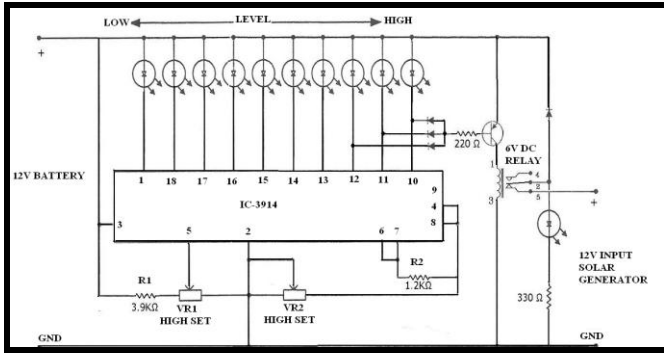 LOW LEVEL HIGH
+
220 Ω
6V DC
RELAY
1 4
2
3 5
+
12V BATTERY
1 18 17 16 15 14 13 12 11 10
9
IC-3914
4
3 8
5 2 6 7
R1
3.9KΩ
VR1
HIGH SET
VR2
HIGH SET
R2
1.2KΩ
12V INPUT
SOLAR
GENERATOR
330 Ω
GND GND